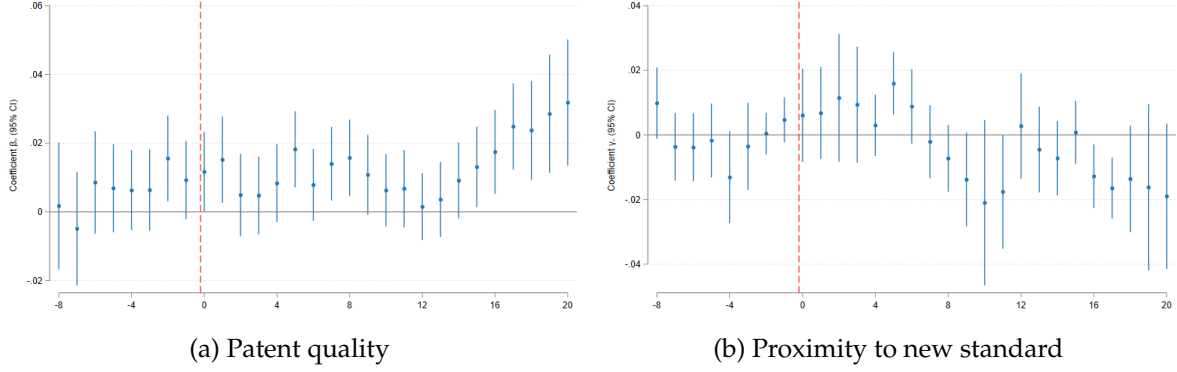 .06
.04
.02
0
-.02
Coefficient βⱼ (95% CI)
-8 -4 0 4 8 12 16 20
(a) Patent quality
.04
.02
0
-.02
-.04
Coefficient γⱼ (95% CI)
-8 -4 0 4 8 12 16 20
(b) Proximity to new standard